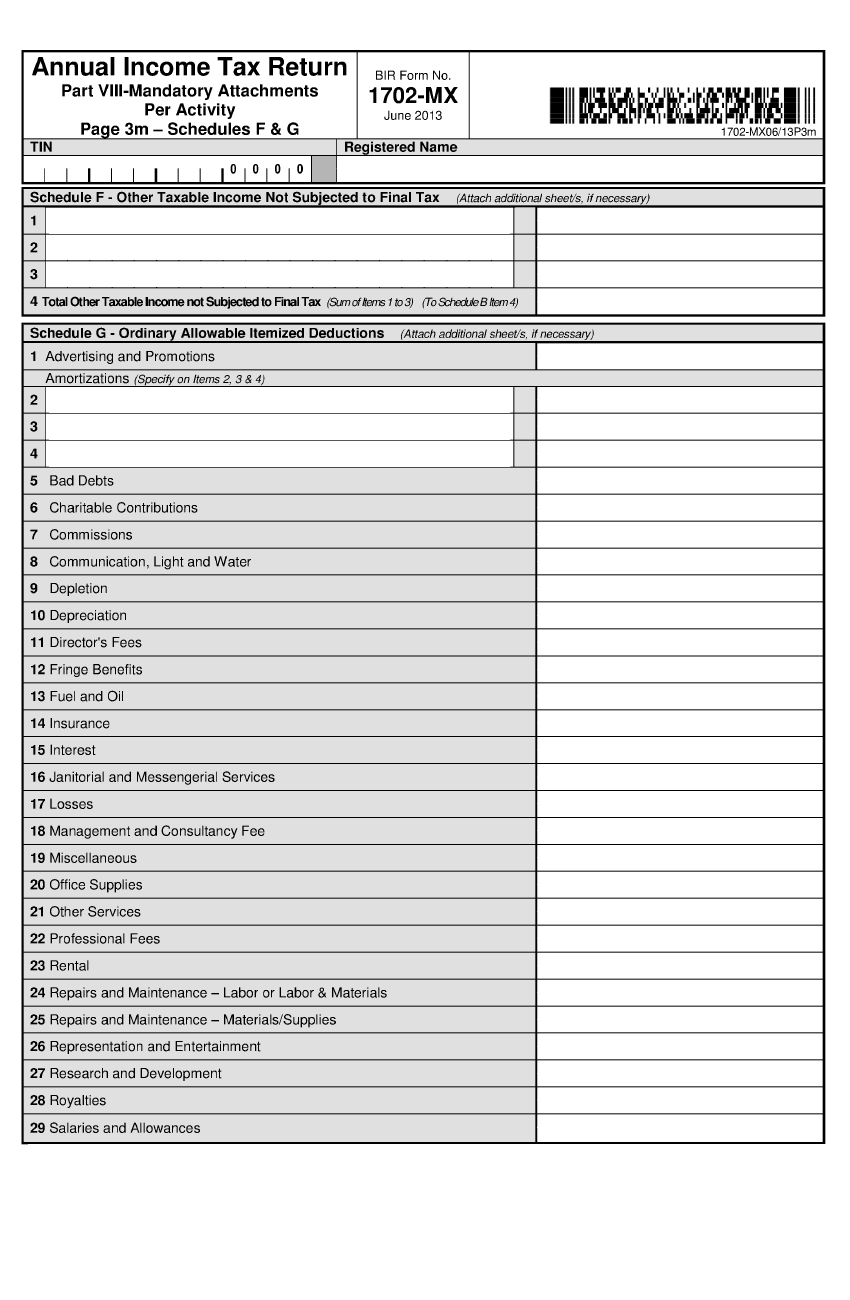 Annual Income Tax Return
Part VIII-Mandatory Attachments
Per Activity
Page 3m – Schedules F & G
BIR Form No.
1702-MX
June 2013
1702-MX06/13P3m
TIN
Registered Name
0 0 0 0
Schedule F - Other Taxable Income Not Subjected to Final Tax (Attach additional sheet/s, if necessary)
1
2
3
4 Total Other Taxable Income not Subjected to Final Tax (Sum of Items 1 to 3) (To Schedule B Item 4)
Schedule G - Ordinary Allowable Itemized Deductions (Attach additional sheet/s, if necessary)
1 Advertising and Promotions
Amortizations (Specify on Items 2, 3 & 4)
2
3
4
5 Bad Debts
6 Charitable Contributions
7 Commissions
8 Communication, Light and Water
9 Depletion
10 Depreciation
11 Director's Fees
12 Fringe Benefits
13 Fuel and Oil
14 Insurance
15 Interest
16 Janitorial and Messengerial Services
17 Losses
18 Management and Consultancy Fee
19 Miscellaneous
20 Office Supplies
21 Other Services
22 Professional Fees
23 Rental
24 Repairs and Maintenance – Labor or Labor & Materials
25 Repairs and Maintenance – Materials/Supplies
26 Representation and Entertainment
27 Research and Development
28 Royalties
29 Salaries and Allowances